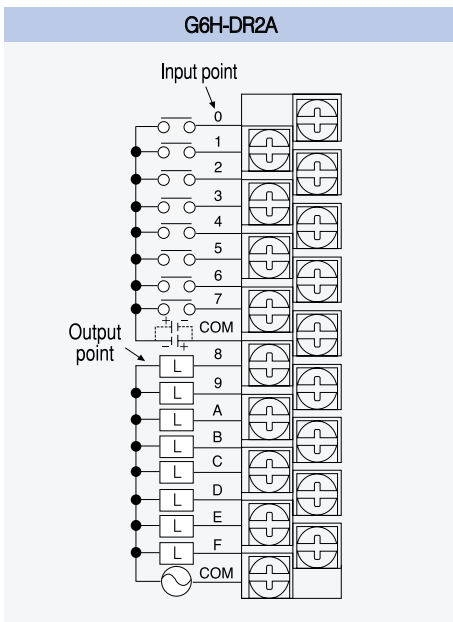 G6H-DR2A
Input point
0
1
2
3
4
5
6
7
+ −
COM
− +
Output
point
8
L
9
L
A
L
B
L
C
L
D
L
E
L
F
L
COM